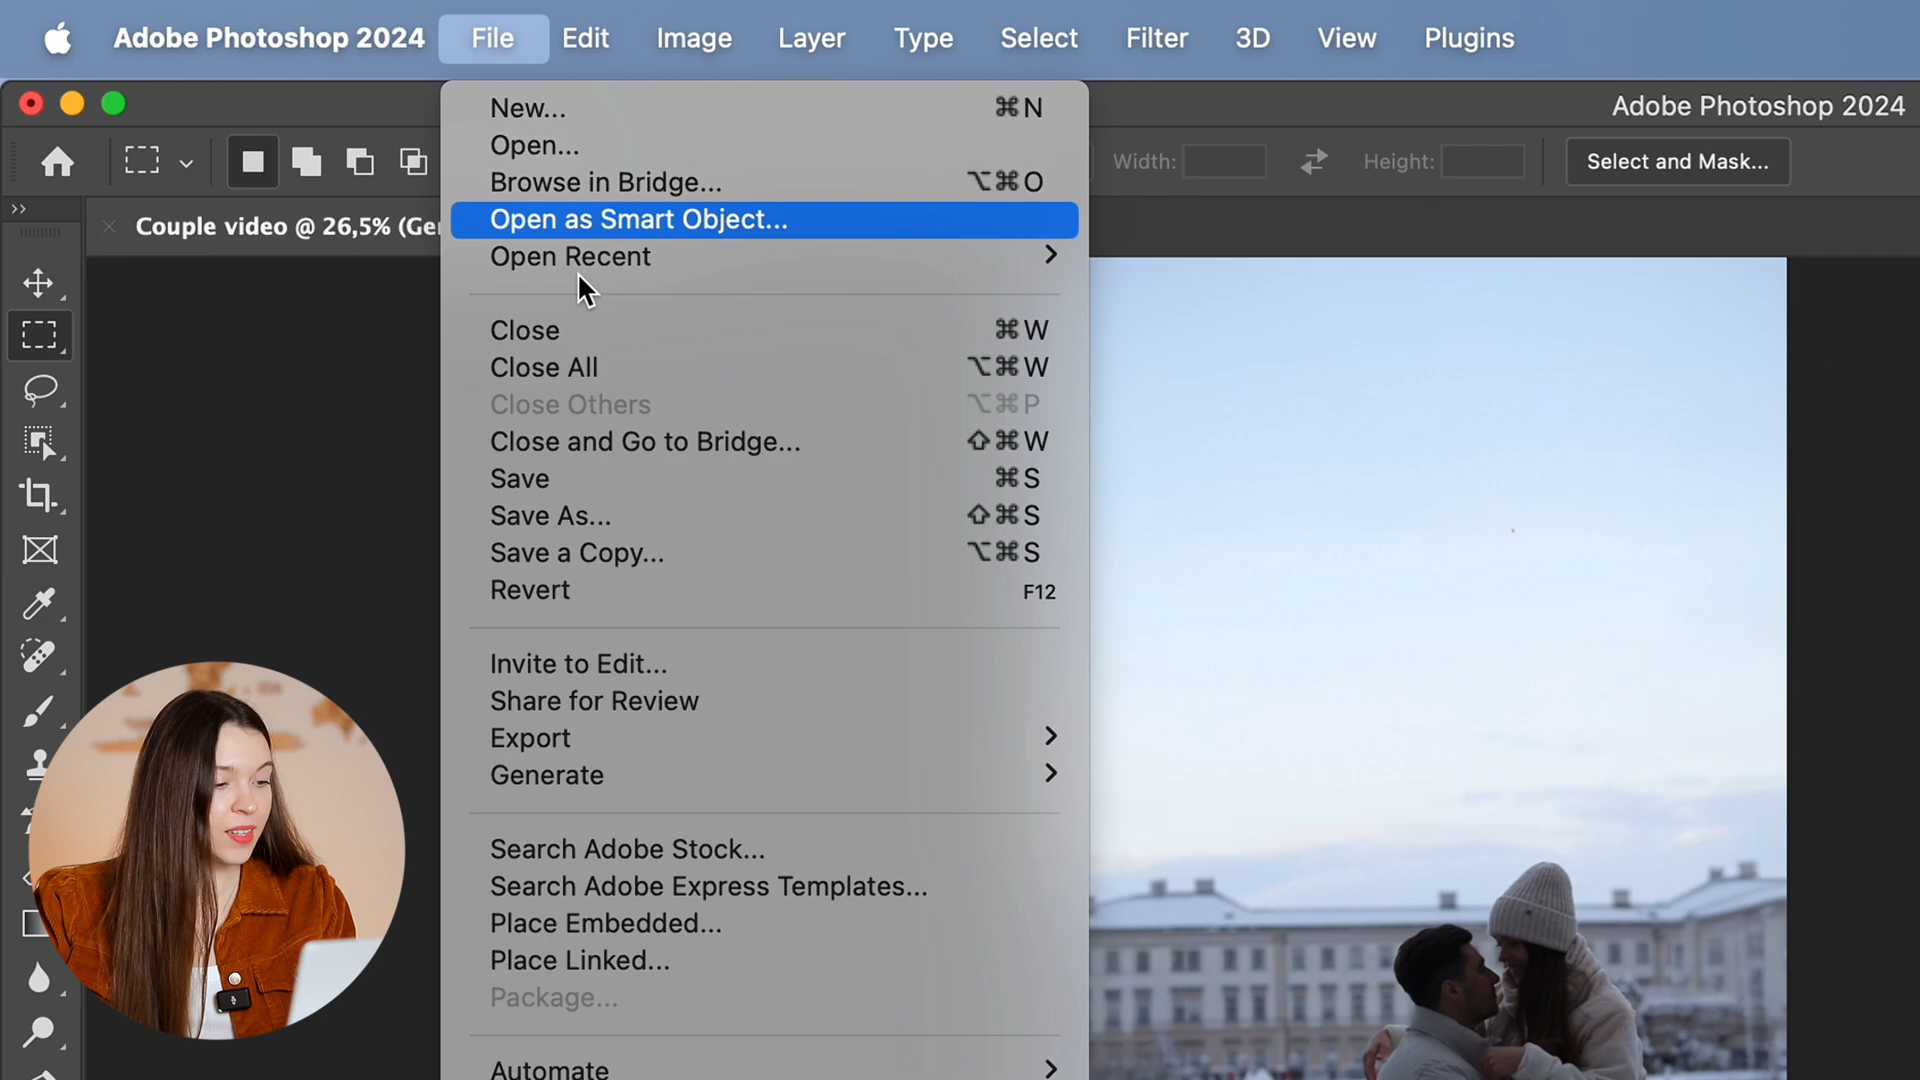 Adobe Photoshop 2024 File Edit Image Layer Type Select Filter 3D View Plugins
Adobe Photoshop 2024
Width: Height: Select and Mask...
Couple video @ 26,5% (Ge
New... ⌘N
Open...
Browse in Bridge... ⌥⌘O
Open as Smart Object...
Open Recent
Close ⌘W
Close All ⌥⌘W
Close Others ⌥⌘P
Close and Go to Bridge... ⇧⌘W
Save ⌘S
Save As... ⇧⌘S
Save a Copy... ⌥⌘S
Revert F12
Invite to Edit...
Share for Review
Export
Generate
Search Adobe Stock...
Search Adobe Express Templates...
Place Embedded...
Place Linked...
Package...
Automate